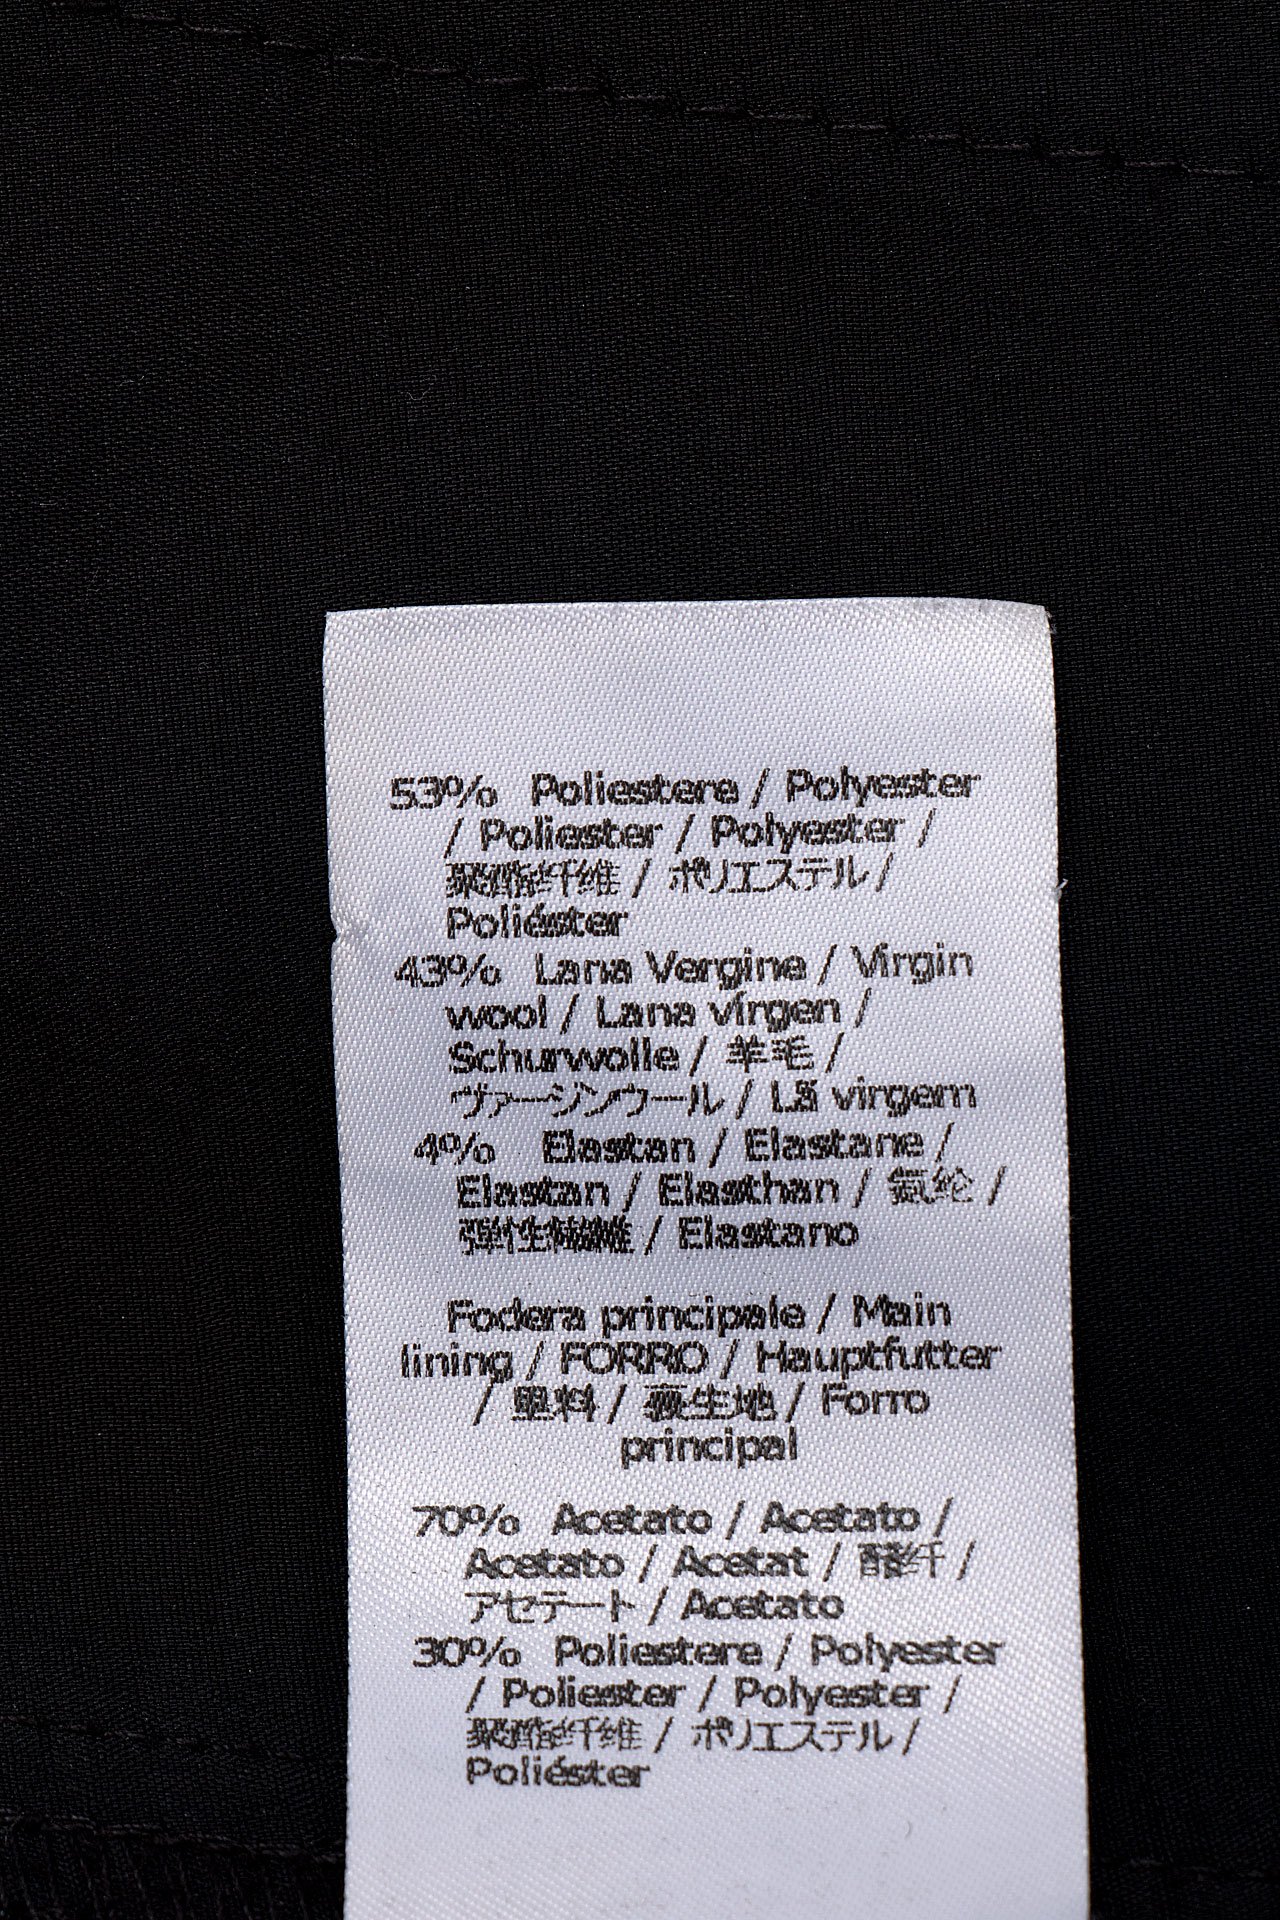 53% Poliestere / Polyester
/ Poliester / Polyester /
聚酯纤维 / ポリエステル /
Poliéster
43% Lana Vergine / Virgin
wool / Lana vírgen /
Schurwolle / 羊毛 /
ヴァージンウール / Lã virgem
4% Elastan / Elastane /
Elastan / Elasthan / 氨纶 /
弾性繊維 / Elastano
Fodera principale / Main
lining / FORRO / Hauptfutter
/ 里料 / 裏生地 / Forro
principal
70% Acetato / Acetato /
Acetato / Acetat / 醋纤 /
アセテート / Acetato
30% Poliestere / Polyester
/ Poliester / Polyester /
聚酯纤维 / ポリエステル /
Poliéster